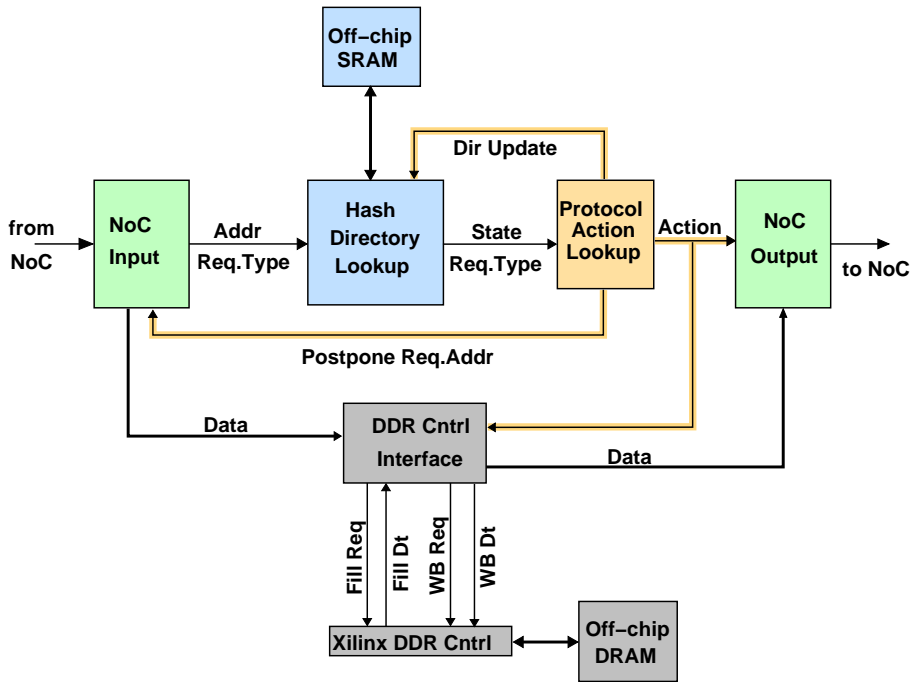 Off−chip
SRAM
Dir Update
from
NoC
NoC
Input
Addr
Req.Type
Hash
Directory
Lookup
State
Req.Type
Protocol
Action
Lookup
Action
NoC
Output
to NoC
Postpone Req.Addr
Data
DDR Cntrl
Interface
Data
Fill Req
Fill Dt
WB Req
WB Dt
Xilinx DDR Cntrl
Off−chip
DRAM